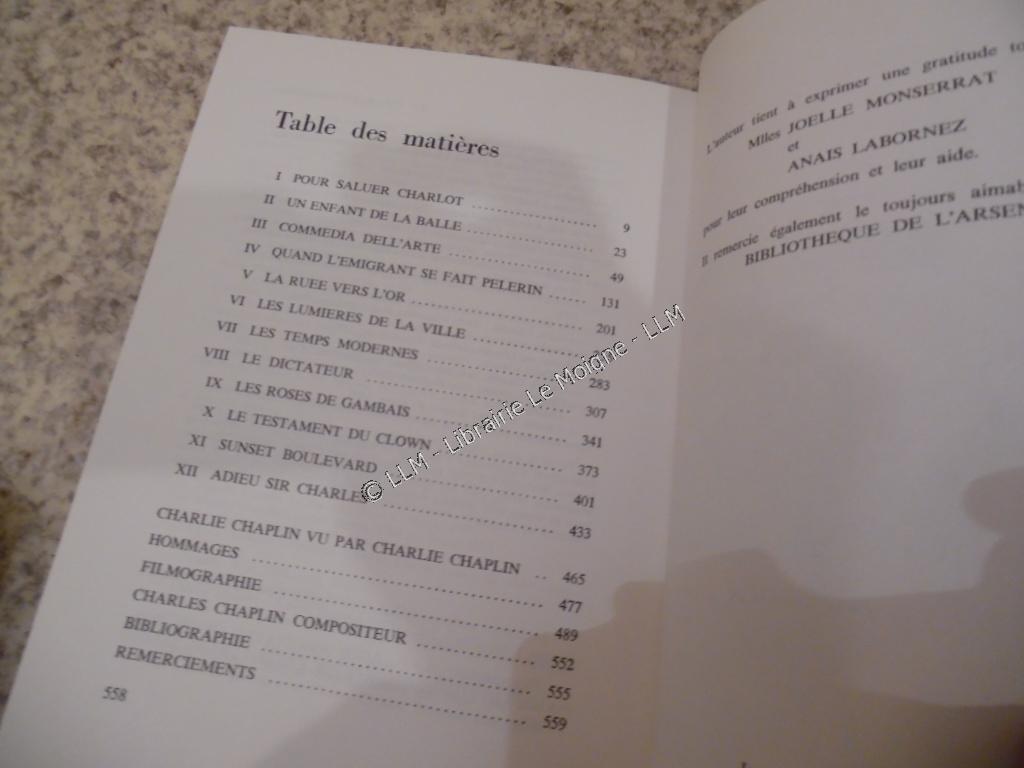 Table des matières
I POUR SALUER CHARLOT .................... 9
II UN ENFANT DE LA BALLE .................... 23
III COMMEDIA DELL'ARTE .................... 49
IV QUAND L'EMIGRANT SE FAIT PELERIN ...... 131
V LA RUEE VERS L'OR .................... 201
VI LES LUMIERES DE LA VILLE ....................
VII LES TEMPS MODERNES .................... 283
VIII LE DICTATEUR .................... 307
IX LES ROSES DE GAMBAIS .................... 341
X LE TESTAMENT DU CLOWN .................... 373
XI SUNSET BOULEVARD .................... 401
XII ADIEU SIR CHARLES .................... 433
CHARLIE CHAPLIN VU PAR CHARLIE CHAPLIN .. 465
HOMMAGES .................... 477
FILMOGRAPHIE .................... 489
CHARLES CHAPLIN COMPOSITEUR .................... 552
BIBLIOGRAPHIE .................... 555
REMERCIEMENTS .................... 559
558
L'auteur tient à exprimer une gratitude
Mlles JOELLE MONSERRAT
et
ANAIS LABORNEZ
pour leur compréhension et leur aide.
Il remercie également le toujours
BIBLIOTHEQUE DE
© LLM - Librairie Le Moigne - LLM